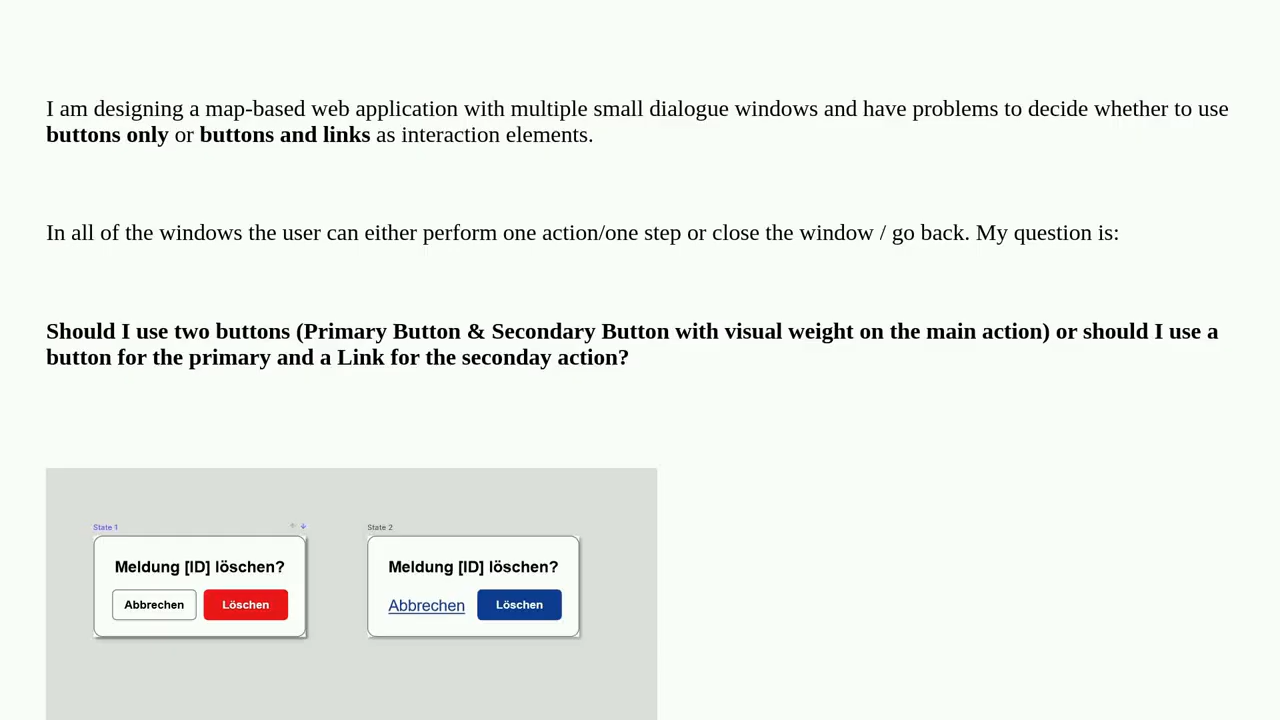 I am designing a map-based web application with multiple small dialogue windows and have problems to decide whether to use
buttons only or buttons and links as interaction elements.
In all of the windows the user can either perform one action/one step or close the window / go back. My question is:
Should I use two buttons (Primary Button & Secondary Button with visual weight on the main action) or should I use a
button for the primary and a Link for the seconday action?
State 1
State 2
Meldung [ID] löschen?
Abbrechen Löschen
Meldung [ID] löschen?
Abbrechen Löschen